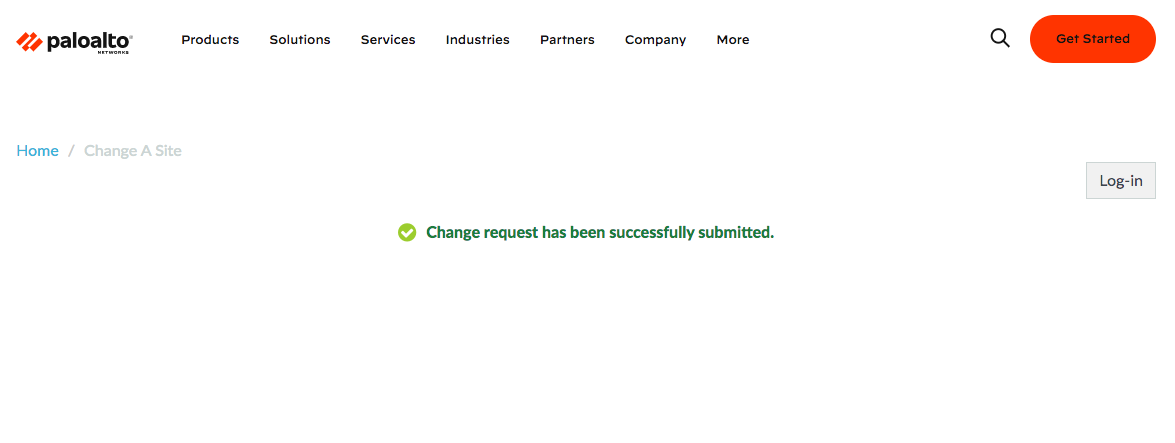 paloalto®
NETWORKS
Products Solutions Services Industries Partners Company More
Get Started
Home / Change A Site
Log-in
Change request has been successfully submitted.